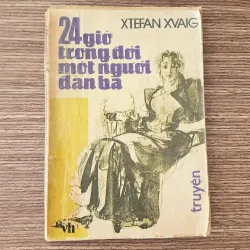 XTEFAN XVAIG
24 giờ
trong đời
một người
đàn bà
truyện
vh